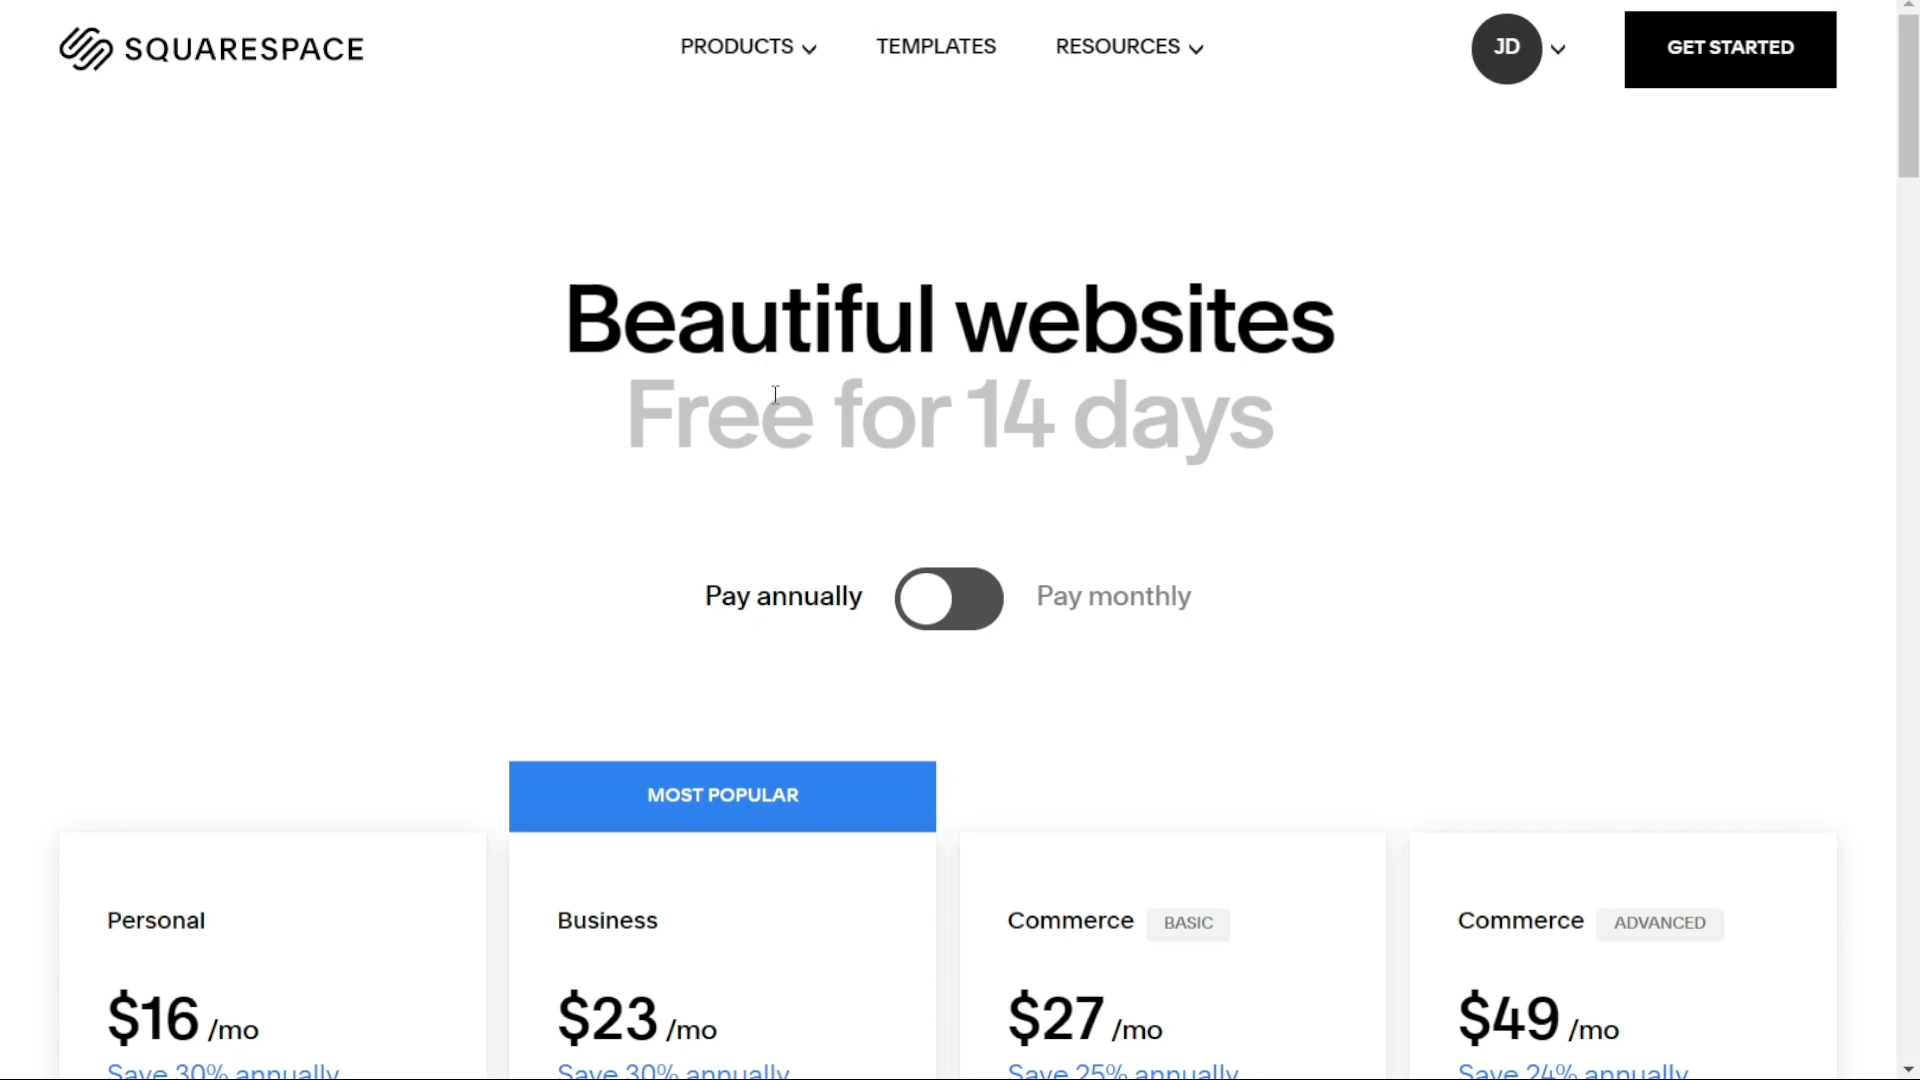 SQUARESPACE
PRODUCTS
TEMPLATES
RESOURCES
JD
GET STARTED
Beautiful websites
Free for 14 days
Pay annually
Pay monthly
MOST POPULAR
Personal
$16 /mo
Save 30% annually
Business
$23 /mo
Save 30% annually
Commerce BASIC
$27 /mo
Save 25% annually
Commerce ADVANCED
$49 /mo
Save 24% annually